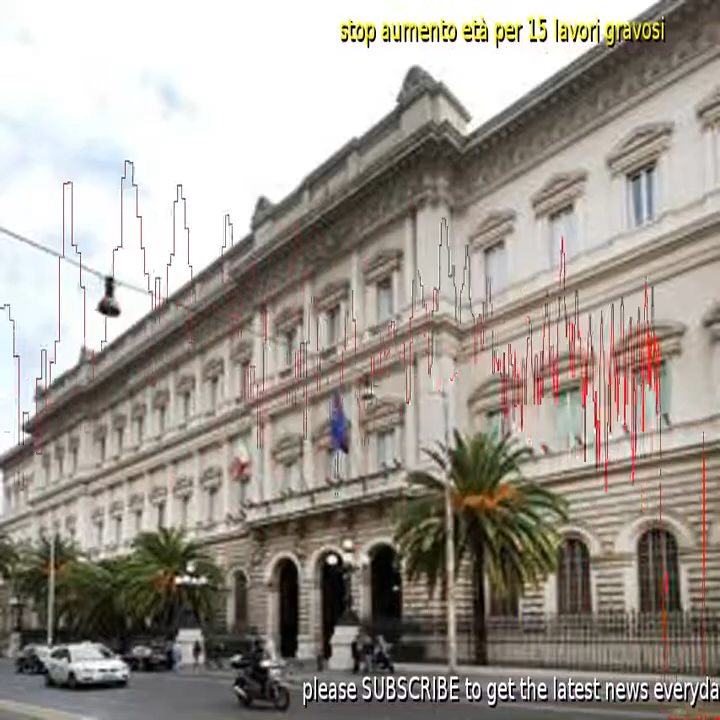 stop aumento età per 15 lavori gravosi
please SUBSCRIBE to get the latest news everyda